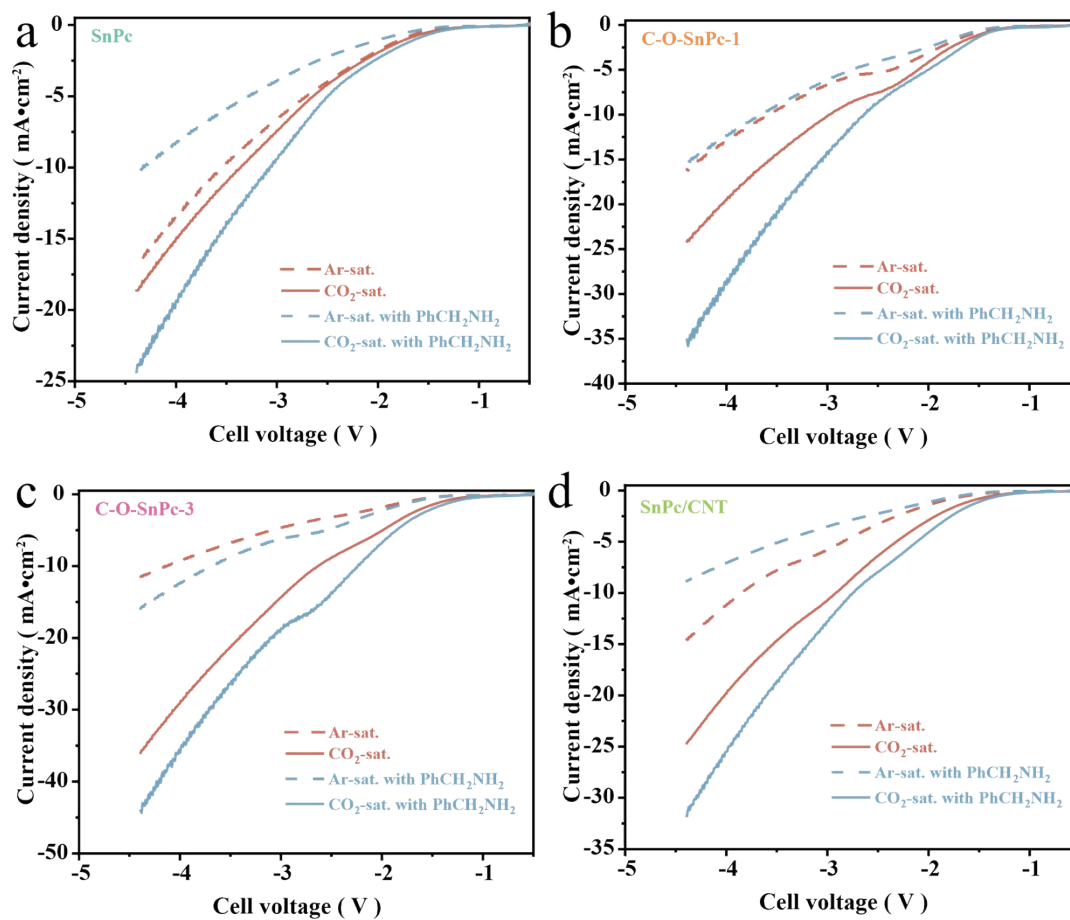 a
SnPc
Current density ( mA•cm-2)
0
-5
-10
-15
-20
-25
Ar-sat.
CO2-sat.
Ar-sat. with PhCH2NH2
CO2-sat. with PhCH2NH2
-5
-4
-3
-2
-1
Cell voltage ( V )
b
C-O-SnPc-1
Current density ( mA•cm-2)
0
-5
-10
-15
-20
-25
-30
-35
-40
Ar-sat.
CO2-sat.
Ar-sat. with PhCH2NH2
CO2-sat. with PhCH2NH2
-5
-4
-3
-2
-1
Cell voltage ( V )
c
C-O-SnPc-3
Current density ( mA•cm-2)
0
-10
-20
-30
-40
-50
Ar-sat.
CO2-sat.
Ar-sat. with PhCH2NH2
CO2-sat. with PhCH2NH2
-5
-4
-3
-2
-1
Cell voltage ( V )
d
SnPc/CNT
Current density ( mA•cm-2)
0
-5
-10
-15
-20
-25
-30
-35
Ar-sat.
CO2-sat.
Ar-sat. with PhCH2NH2
CO2-sat. with PhCH2NH2
-5
-4
-3
-2
-1
Cell voltage ( V )